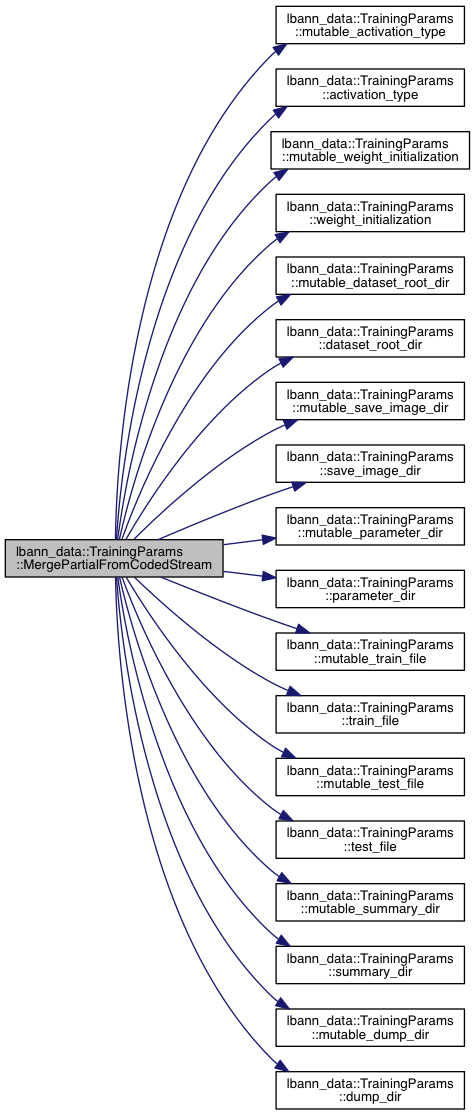 lbann_data::TrainingParams
::mutable_activation_type
lbann_data::TrainingParams
::activation_type
lbann_data::TrainingParams
::mutable_weight_initialization
lbann_data::TrainingParams
::weight_initialization
lbann_data::TrainingParams
::mutable_dataset_root_dir
lbann_data::TrainingParams
::dataset_root_dir
lbann_data::TrainingParams
::mutable_save_image_dir
lbann_data::TrainingParams
::save_image_dir
lbann_data::TrainingParams
::MergePartialFromCodedStream
lbann_data::TrainingParams
::mutable_parameter_dir
lbann_data::TrainingParams
::parameter_dir
lbann_data::TrainingParams
::mutable_train_file
lbann_data::TrainingParams
::train_file
lbann_data::TrainingParams
::mutable_test_file
lbann_data::TrainingParams
::test_file
lbann_data::TrainingParams
::mutable_summary_dir
lbann_data::TrainingParams
::summary_dir
lbann_data::TrainingParams
::mutable_dump_dir
lbann_data::TrainingParams
::dump_dir